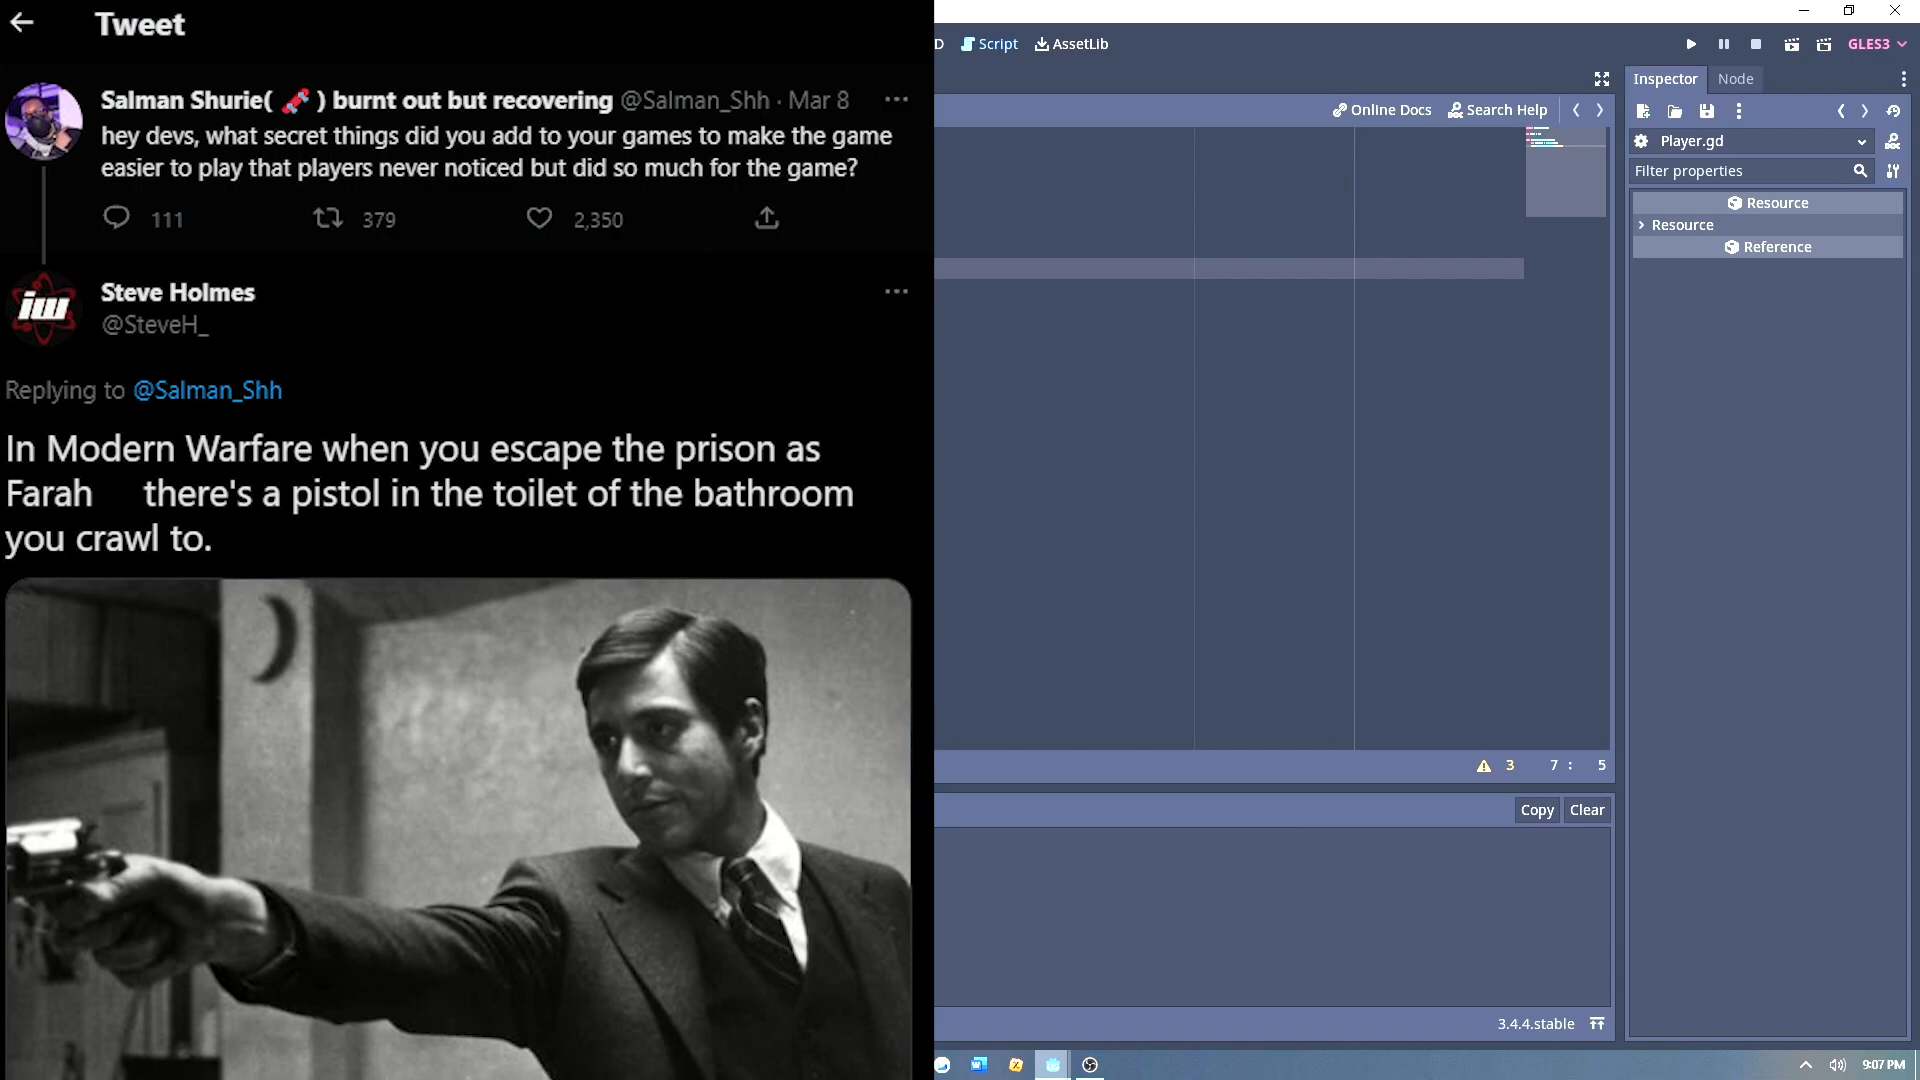 Tweet
Salman Shurie( ) burnt out but recovering @Salman_Shh · Mar 8
hey devs, what secret things did you add to your games to make the game
easier to play that players never noticed but did so much for the game?
111 379 2,350
iw
Steve Holmes
@SteveH_
Replying to @Salman_Shh
In Modern Warfare when you escape the prison as
Farah there's a pistol in the toilet of the bathroom
you crawl to.
D Script AssetLib
GLES3
Online Docs Search Help
3 7 : 5
Copy Clear
3.4.4.stable
Inspector Node
Player.gd
Filter properties
Resource
Resource
Reference
9:07 PM